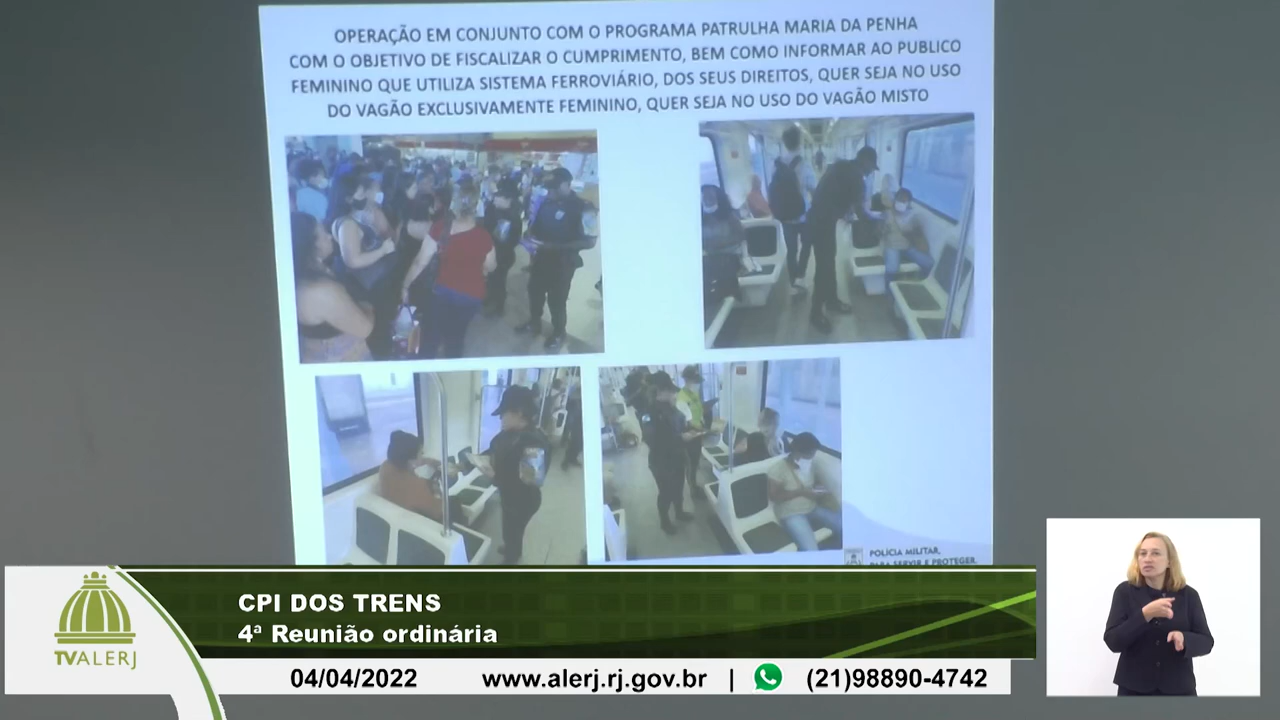 OPERAÇÃO EM CONJUNTO COM O PROGRAMA PATRULHA MARIA DA PENHA
COM O OBJETIVO DE FISCALIZAR O CUMPRIMENTO, BEM COMO INFORMAR AO PUBLICO
FEMININO QUE UTILIZA SISTEMA FERROVIÁRIO, DOS SEUS DIREITOS, QUER SEJA NO USO
DO VAGÃO EXCLUSIVAMENTE FEMININO, QUER SEJA NO USO DO VAGÃO MISTO
POLÍCIA MILITAR,
PARA SERVIR E PROTEGER.
CPI DOS TRENS
4ª Reunião ordinária
TVALERJ
04/04/2022 www.alerj.rj.gov.br | (21)98890-4742